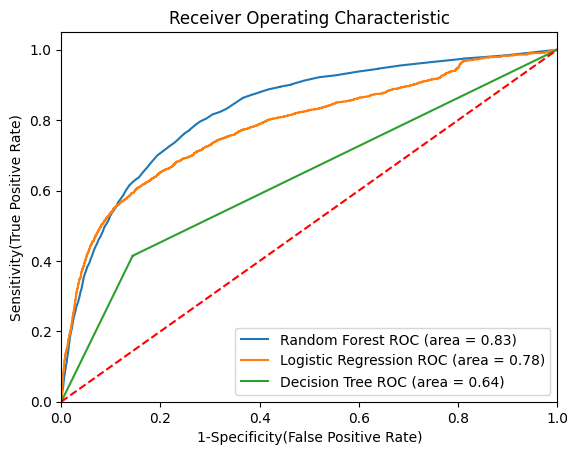 Receiver Operating Characteristic
Sensitivity(True Positive Rate)
1.0
0.8
0.6
0.4
0.2
0.0
0.0 0.2 0.4 0.6 0.8 1.0
1-Specificity(False Positive Rate)
Random Forest ROC (area = 0.83)
Logistic Regression ROC (area = 0.78)
Decision Tree ROC (area = 0.64)